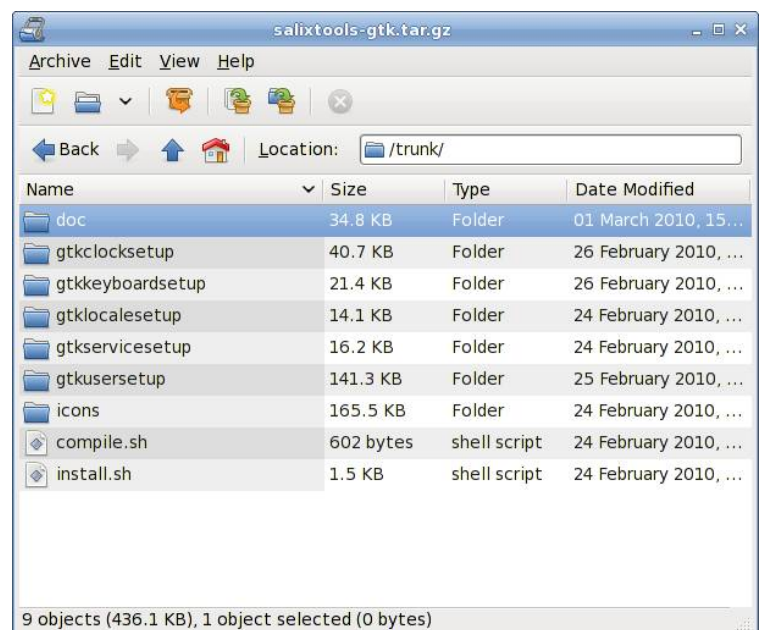 salixtools-gtk.tar.gz
Archive Edit View Help
Back Location: /trunk/
Name Size Type Date Modified
doc 34.8 KB Folder 01 March 2010, 15...
gtkclocksetup 40.7 KB Folder 26 February 2010, ...
gtkkeyboardsetup 21.4 KB Folder 26 February 2010, ...
gtklocalesetup 14.1 KB Folder 24 February 2010, ...
gtkservicesetup 16.2 KB Folder 24 February 2010, ...
gtkusersetup 141.3 KB Folder 25 February 2010, ...
icons 165.5 KB Folder 24 February 2010, ...
compile.sh 602 bytes shell script 24 February 2010, ...
install.sh 1.5 KB shell script 24 February 2010, ...
9 objects (436.1 KB), 1 object selected (0 bytes)